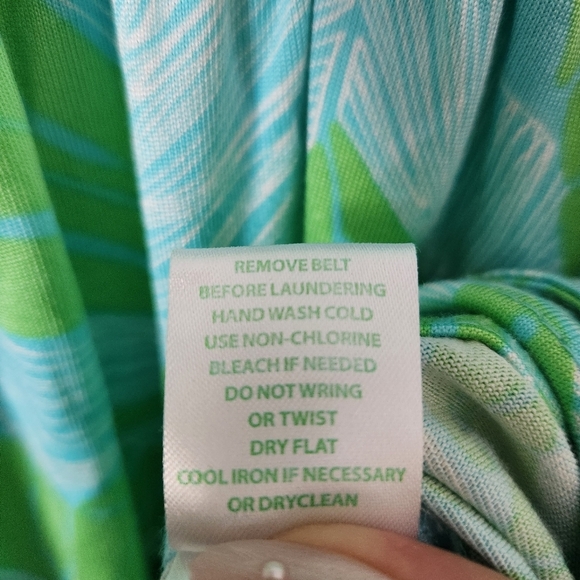 REMOVE BELT
BEFORE LAUNDERING
HAND WASH COLD
USE NON-CHLORINE
BLEACH IF NEEDED
DO NOT WRING
OR TWIST
DRY FLAT
COOL IRON IF NECESSARY
OR DRYCLEAN